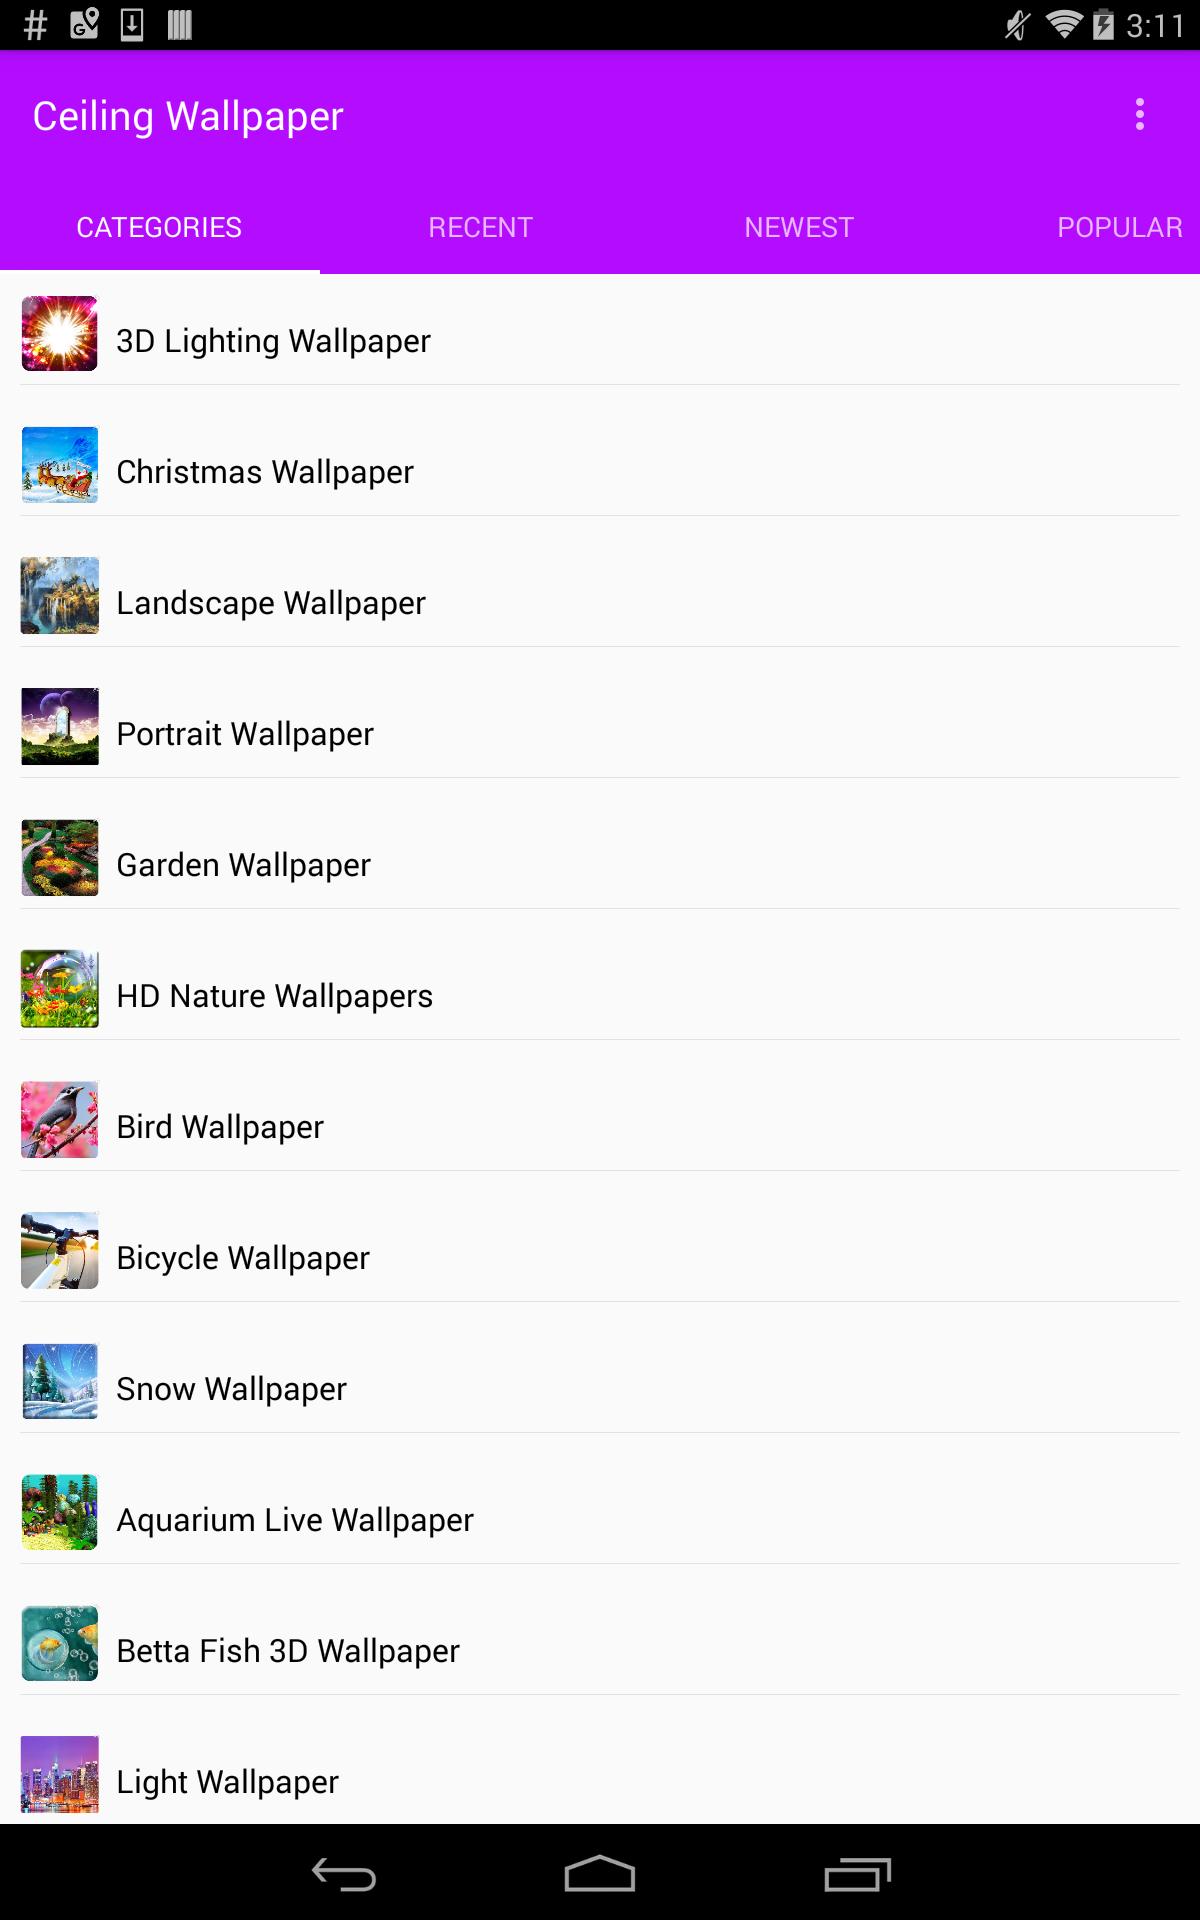 3:11
Ceiling Wallpaper
CATEGORIES RECENT NEWEST POPULAR
3D Lighting Wallpaper
Christmas Wallpaper
Landscape Wallpaper
Portrait Wallpaper
Garden Wallpaper
HD Nature Wallpapers
Bird Wallpaper
Bicycle Wallpaper
Snow Wallpaper
Aquarium Live Wallpaper
Betta Fish 3D Wallpaper
Light Wallpaper